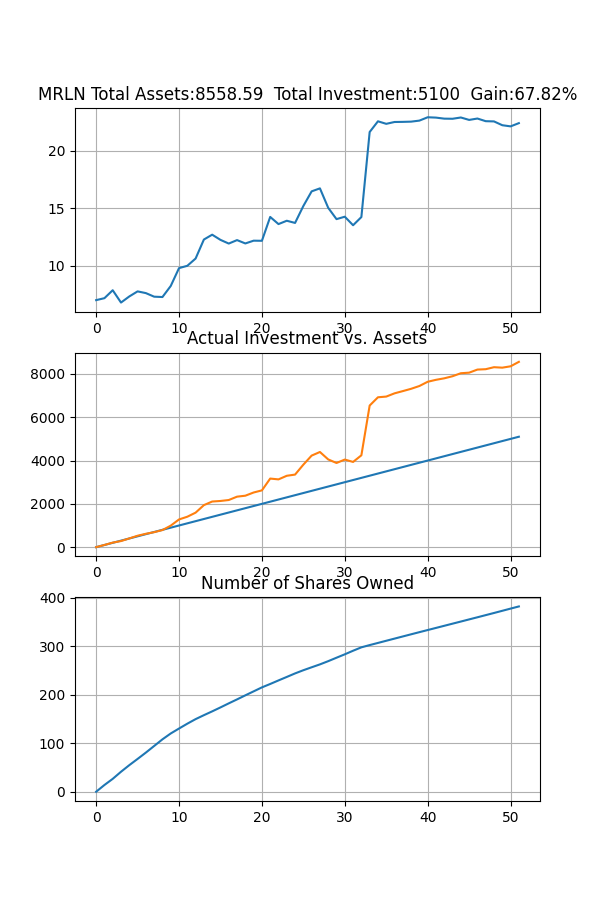 MRLN Total Assets:8558.59  Total Investment:5100  Gain:67.82%
20
15
10
0 10 20 30 40 50
Actual Investment vs. Assets
8000
6000
4000
2000
0
0 10 20 30 40 50
Number of Shares Owned
400
300
200
100
0
0 10 20 30 40 50